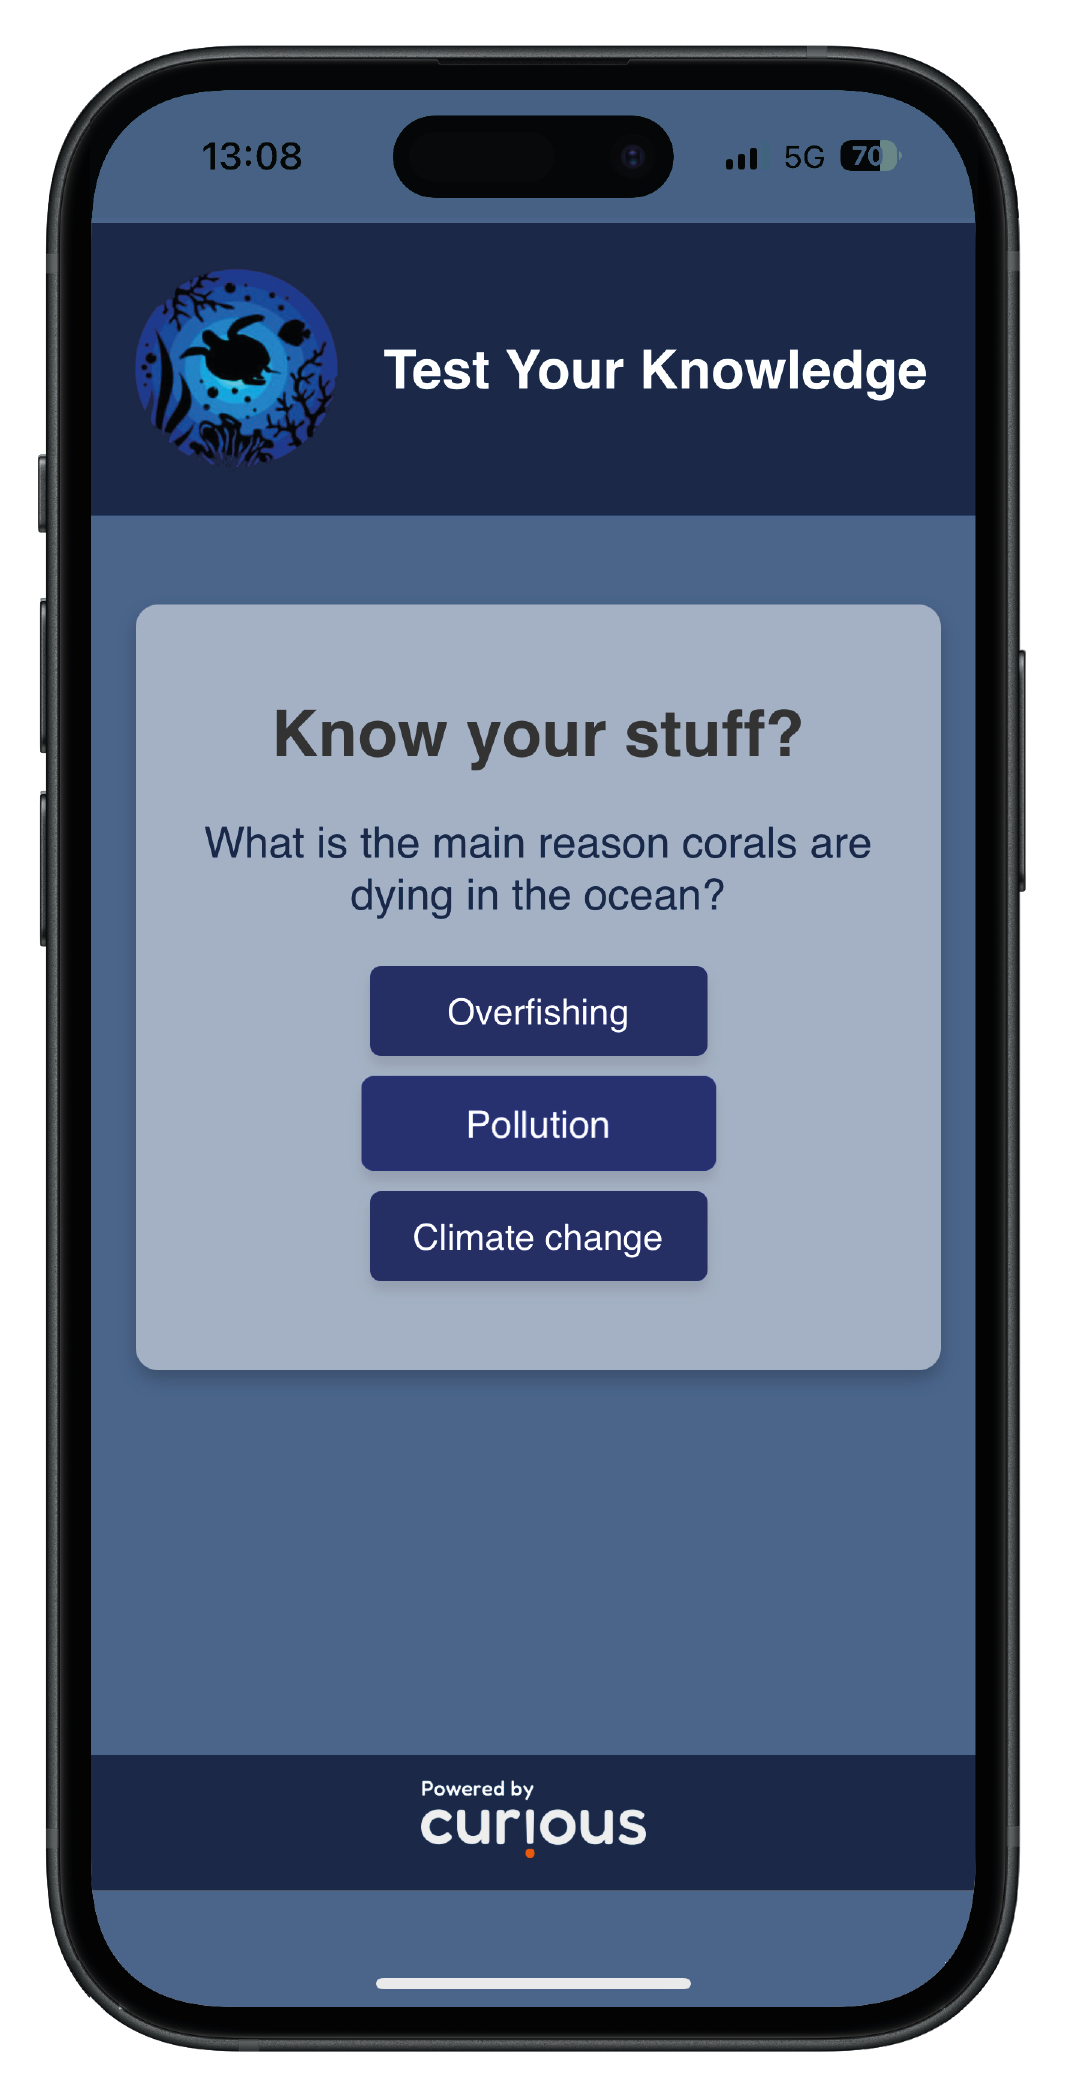 13:08
5G
70
Test Your Knowledge
Know your stuff?
What is the main reason corals are
dying in the ocean?
Overfishing
Pollution
Climate change
Powered by
curious